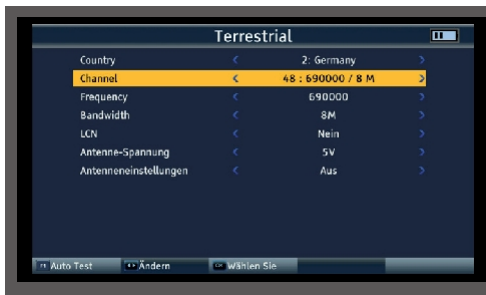 Terrestrial
Country 2: Germany
Channel 48 : 690000 / 8 M
Frequency 690000
Bandwidth 8M
LCN Nein
Antenne-Spannung 5V
Antenneneinstellungen Aus
Auto Test Ändern Wählen Sie